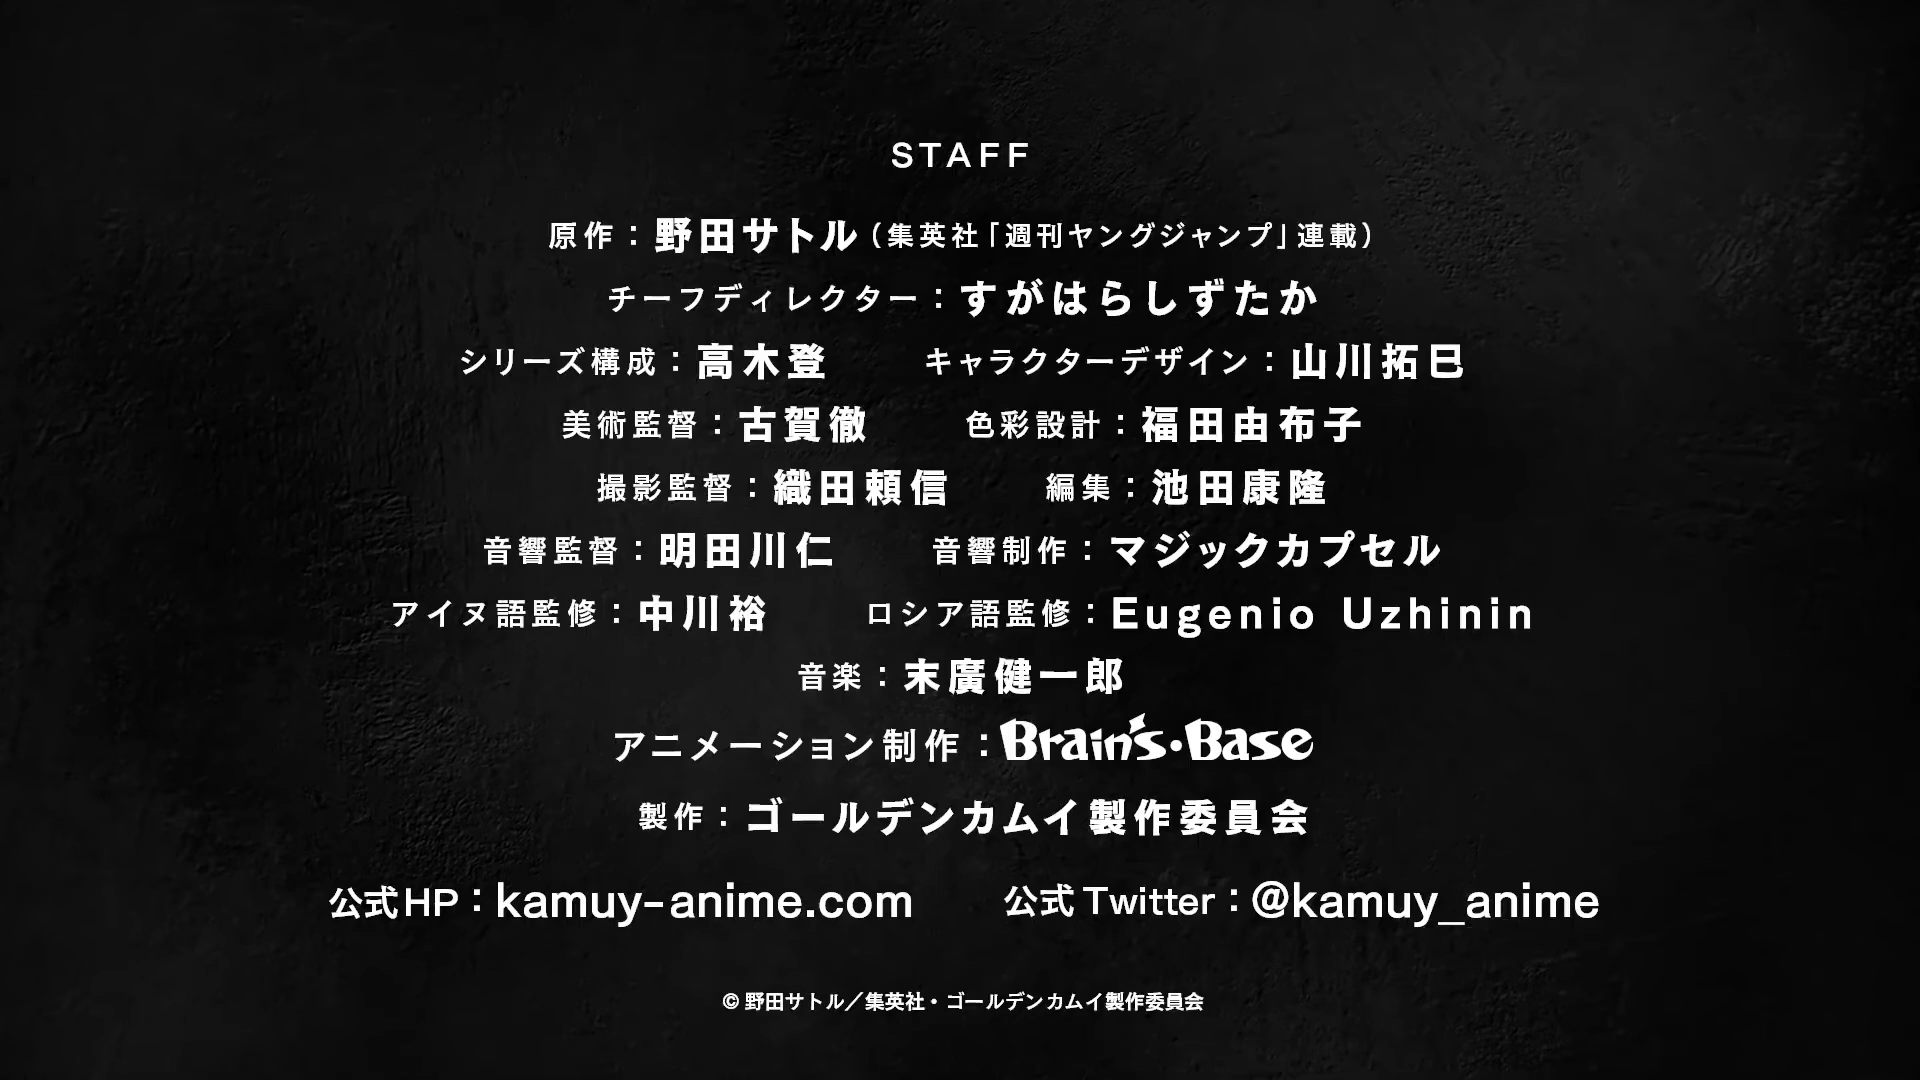 STAFF
原作：野田サトル（集英社「週刊ヤングジャンプ」連載）
チーフディレクター：すがはらしずたか
シリーズ構成：高木登　キャラクターデザイン：山川拓巳
美術監督：古賀徹　色彩設計：福田由布子
撮影監督：織田頼信　編集：池田康隆
音響監督：明田川仁　音響制作：マジックカプセル
アイヌ語監修：中川裕　ロシア語監修：Eugenio Uzhinin
音楽：末廣健一郎
アニメーション制作：Brain's・Base
製作：ゴールデンカムイ製作委員会
公式HP：kamuy-anime.com　公式Twitter：@kamuy_anime
©野田サトル／集英社・ゴールデンカムイ製作委員会